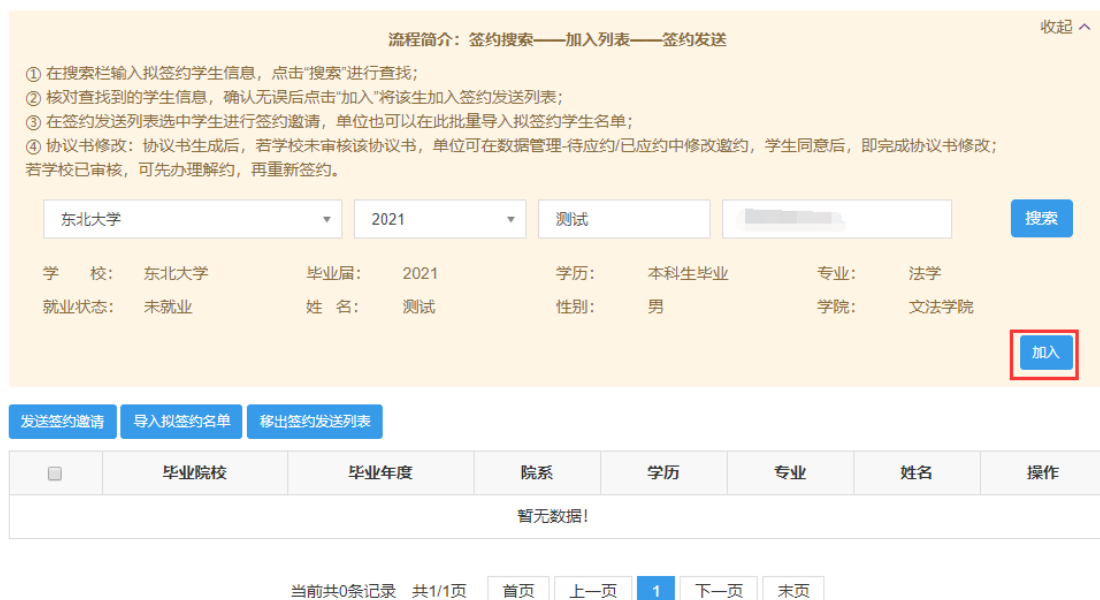 收起
流程简介：签约搜索——加入列表——签约发送
① 在搜索栏输入拟签约学生信息，点击“搜索”进行查找；
② 核对查找到的学生信息，确认无误后点击“加入”将该生加入签约发送列表；
③ 在签约发送列表选中学生进行签约邀请，单位也可以在此批量导入拟签约学生名单；
④ 协议书修改：协议书生成后，若学校未审核该协议书，单位可在数据管理-待应约/已应约中修改邀约，学生同意后，即完成协议书修改；
若学校已审核，可先办理解约，再重新签约。
东北大学 2021 测试 搜索
学 校： 东北大学 毕业届： 2021 学历： 本科生毕业 专业： 法学
就业状态： 未就业 姓 名： 测试 性别： 男 学院： 文法学院
加入
发送签约邀请 导入拟签约名单 移出签约发送列表
毕业院校 毕业年度 院系 学历 专业 姓名 操作
暂无数据！
当前共0条记录 共1/1页 首页 上一页 1 下一页 末页